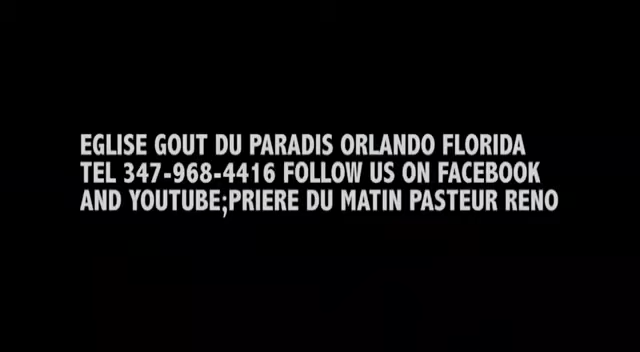 EGLISE GOUT DU PARADIS ORLANDO FLORIDA
TEL 347-968-4416 FOLLOW US ON FACEBOOK
AND YOUTUBE;PRIERE DU MATIN PASTEUR RENO